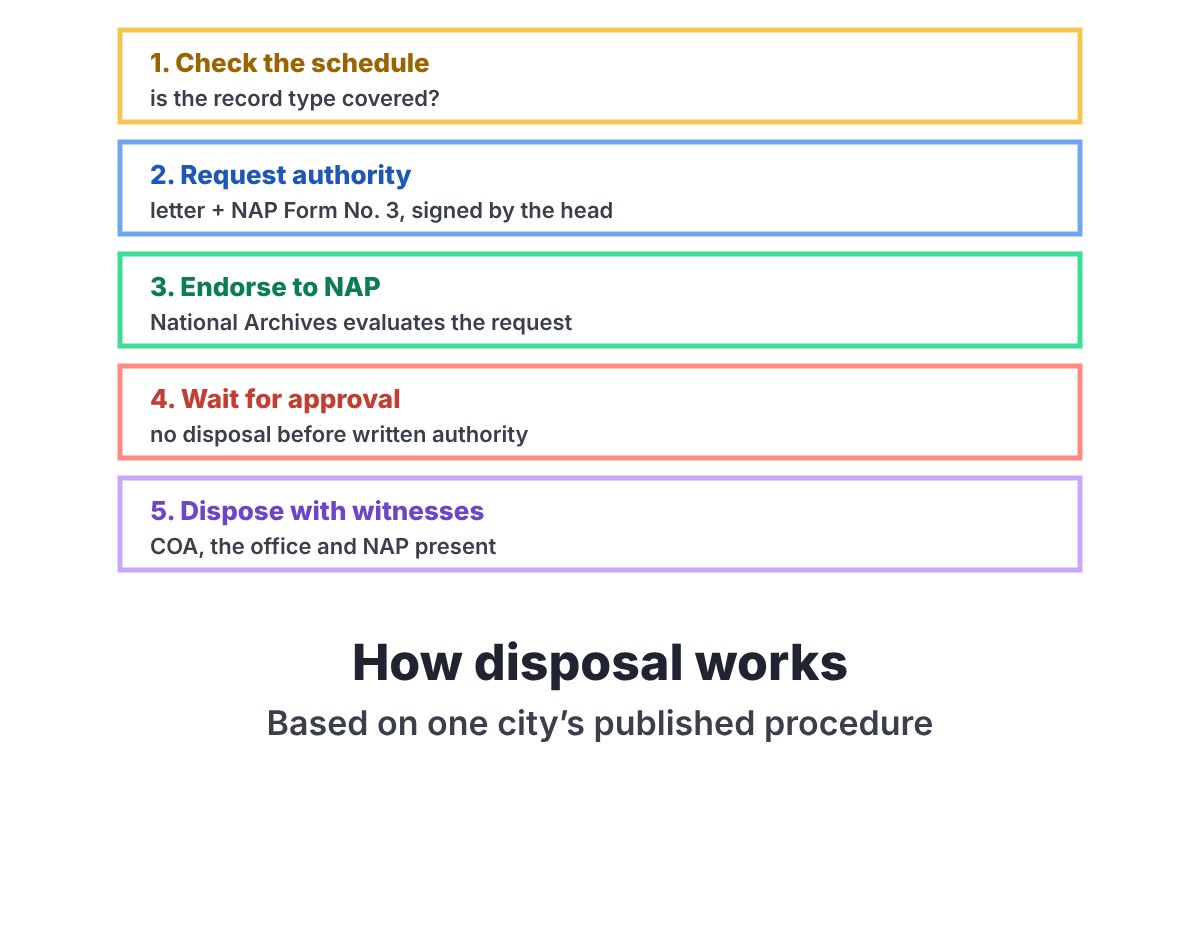 1. Check the schedule
is the record type covered?
2. Request authority
letter + NAP Form No. 3, signed by the head
3. Endorse to NAP
National Archives evaluates the request
4. Wait for approval
no disposal before written authority
5. Dispose with witnesses
COA, the office and NAP present
How disposal works
Based on one city’s published procedure